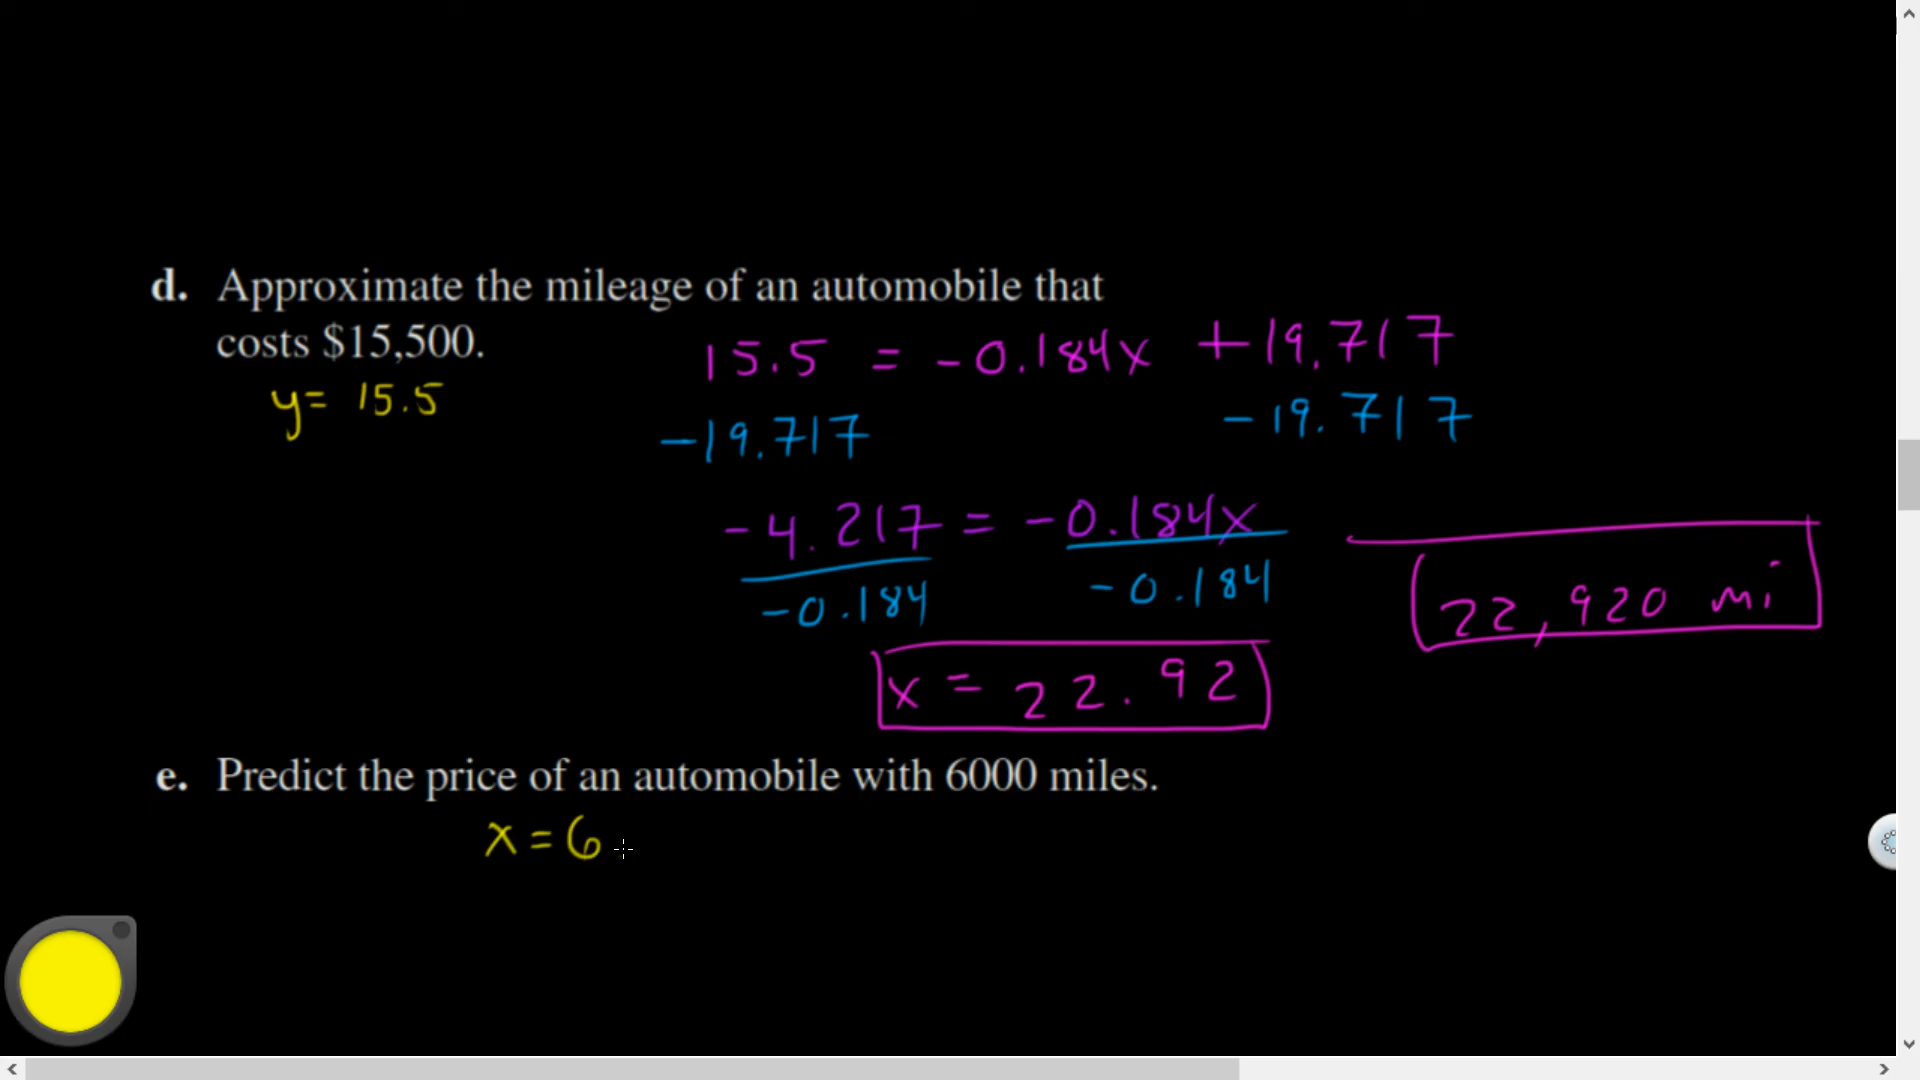 d. Approximate the mileage of an automobile that
costs $15,500.
y = 15.5
15.5 = -0.184x +19.717
-19.717 -19.717
-4.217 = -0.184x
-0.184 -0.184
22,920 mi
x = 22.92
e. Predict the price of an automobile with 6000 miles.
x = 6